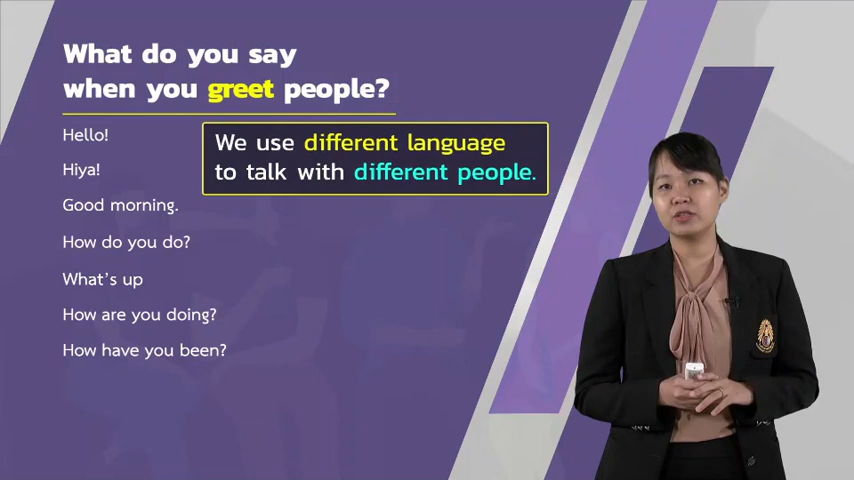 What do you say
when you greet people?
Hello!
We use different language
to talk with different people.
Hiya!
Good morning.
How do you do?
What's up
How are you doing?
How have you been?